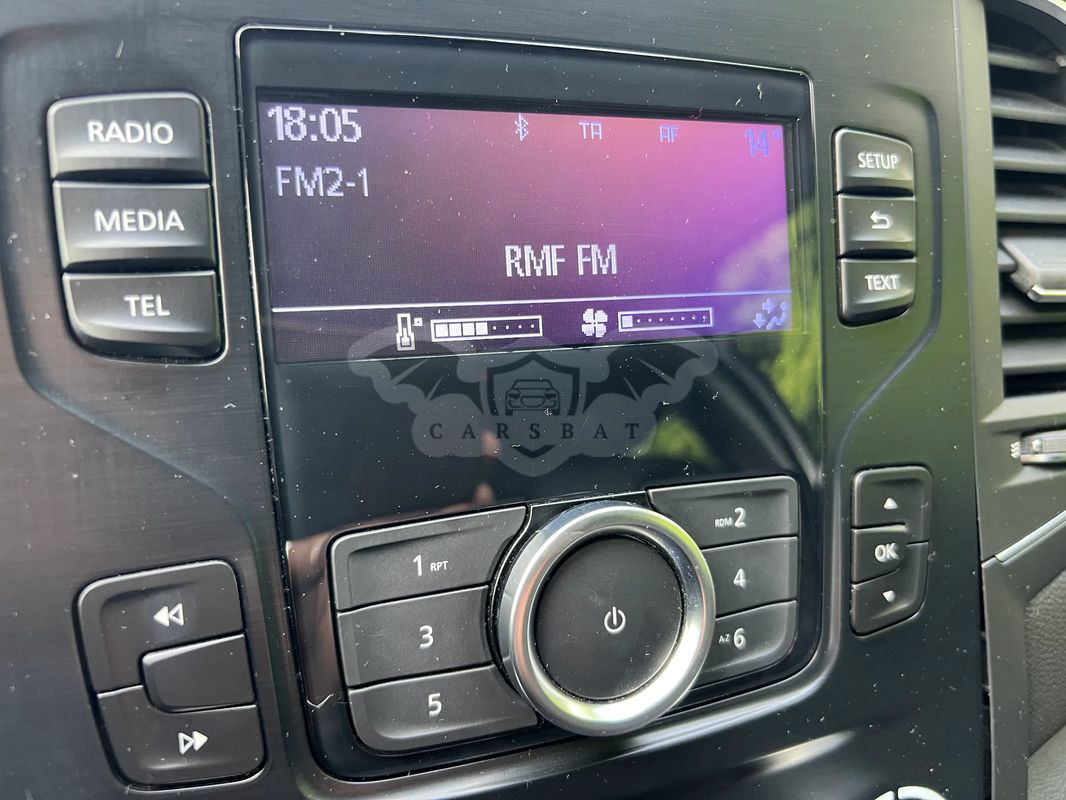 18:05 TA AF 14°
FM2-1
RMF FM
RADIO
MEDIA
TEL
SETUP
TEXT
CARSBAT
1 RPT
RDM 2
3
4
5
A-Z 6
OK